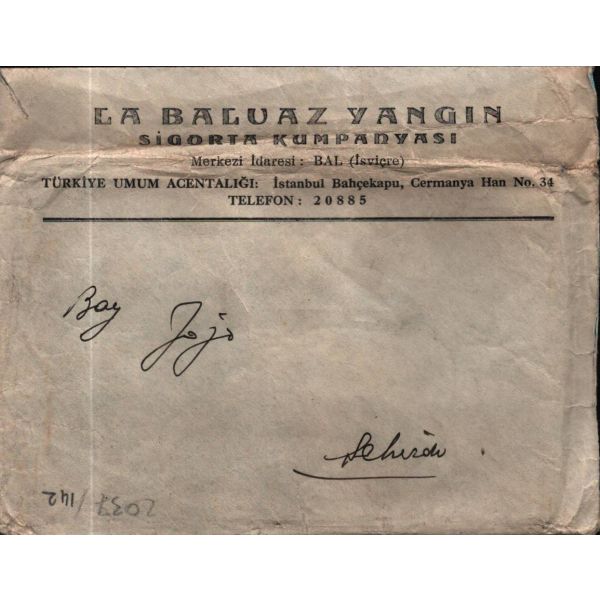 LA BALUAZ YANGIN
SİGORTA KUMPANYASI
Merkezi İdaresi : BAL (İsviçre)
TÜRKİYE UMUM ACENTALIĞI: İstanbul Bahçekapu, Cermanya Han No. 34
TELEFON : 20885
Bay Jojo
Şehirde
2037/142